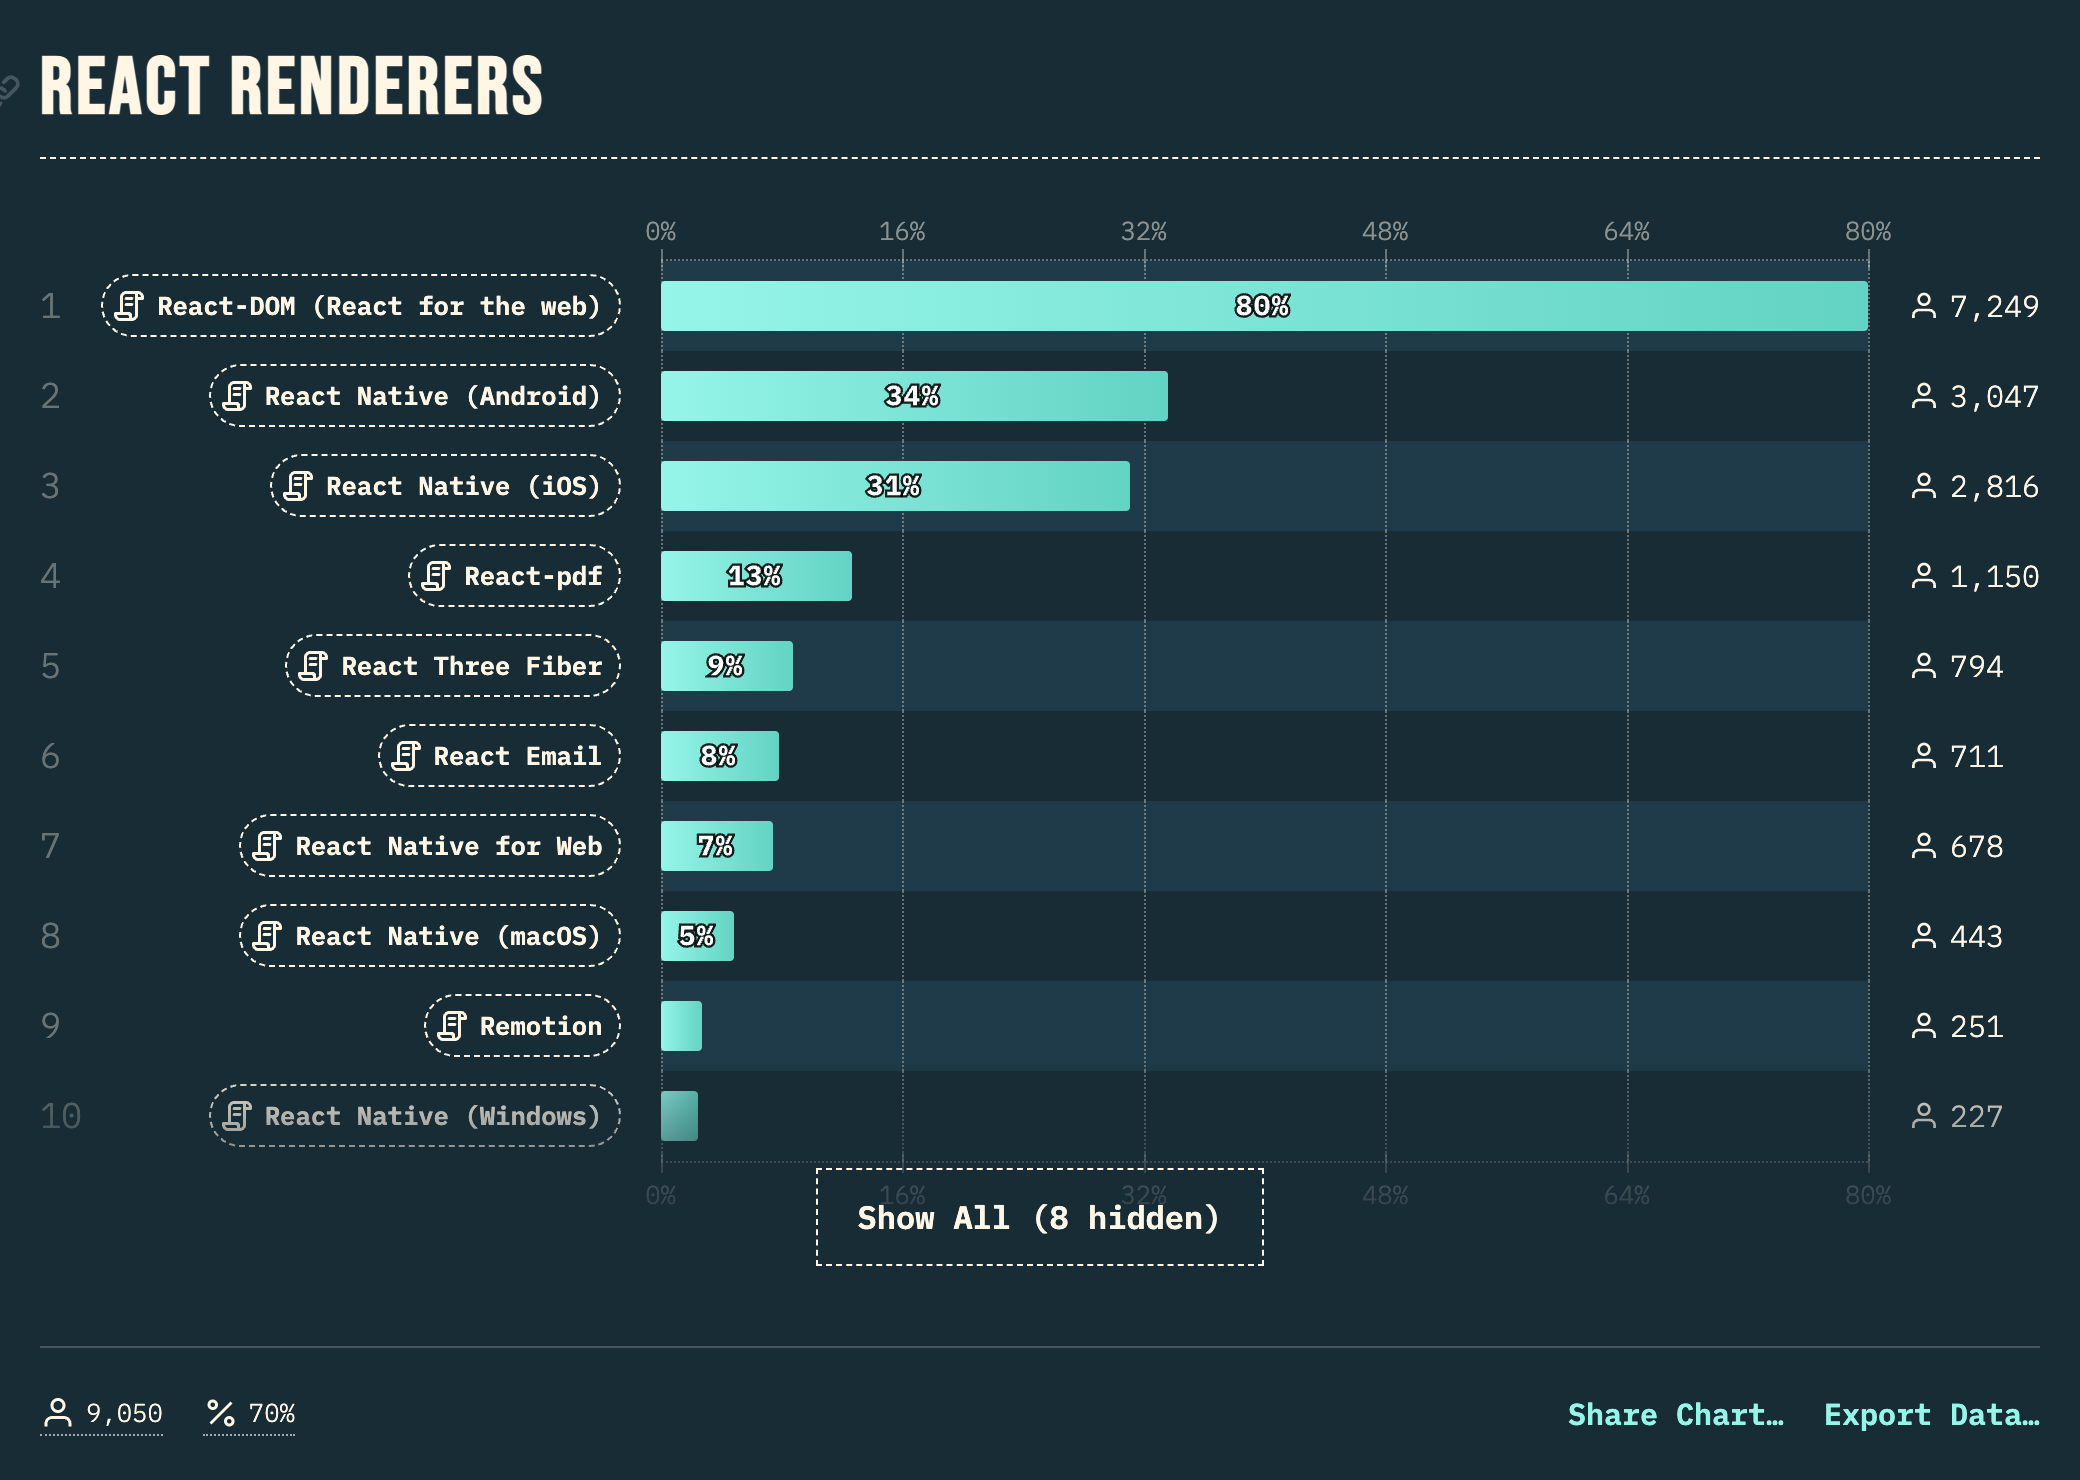 REACT RENDERERS
0% 16% 32% 48% 64% 80%
1 React-DOM (React for the web) 80% 7,249
2 React Native (Android) 34% 3,047
3 React Native (iOS) 31% 2,816
4 React-pdf 13% 1,150
5 React Three Fiber 9% 794
6 React Email 8% 711
7 React Native for Web 7% 678
8 React Native (macOS) 5% 443
9 Remotion 251
10 React Native (Windows) 227
0% 16% 32% 48% 64% 80%
Show All (8 hidden)
9,050 70% Share Chart… Export Data…